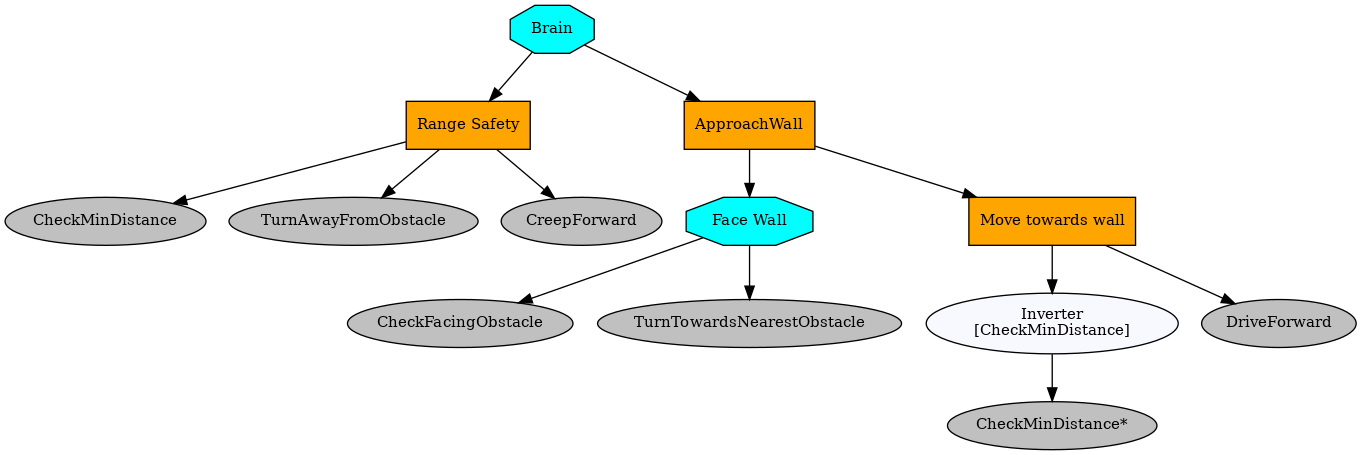 Brain
Range Safety
ApproachWall
CheckMinDistance
TurnAwayFromObstacle
CreepForward
Face Wall
Move towards wall
CheckFacingObstacle
TurnTowardsNearestObstacle
Inverter
[CheckMinDistance]
DriveForward
CheckMinDistance*